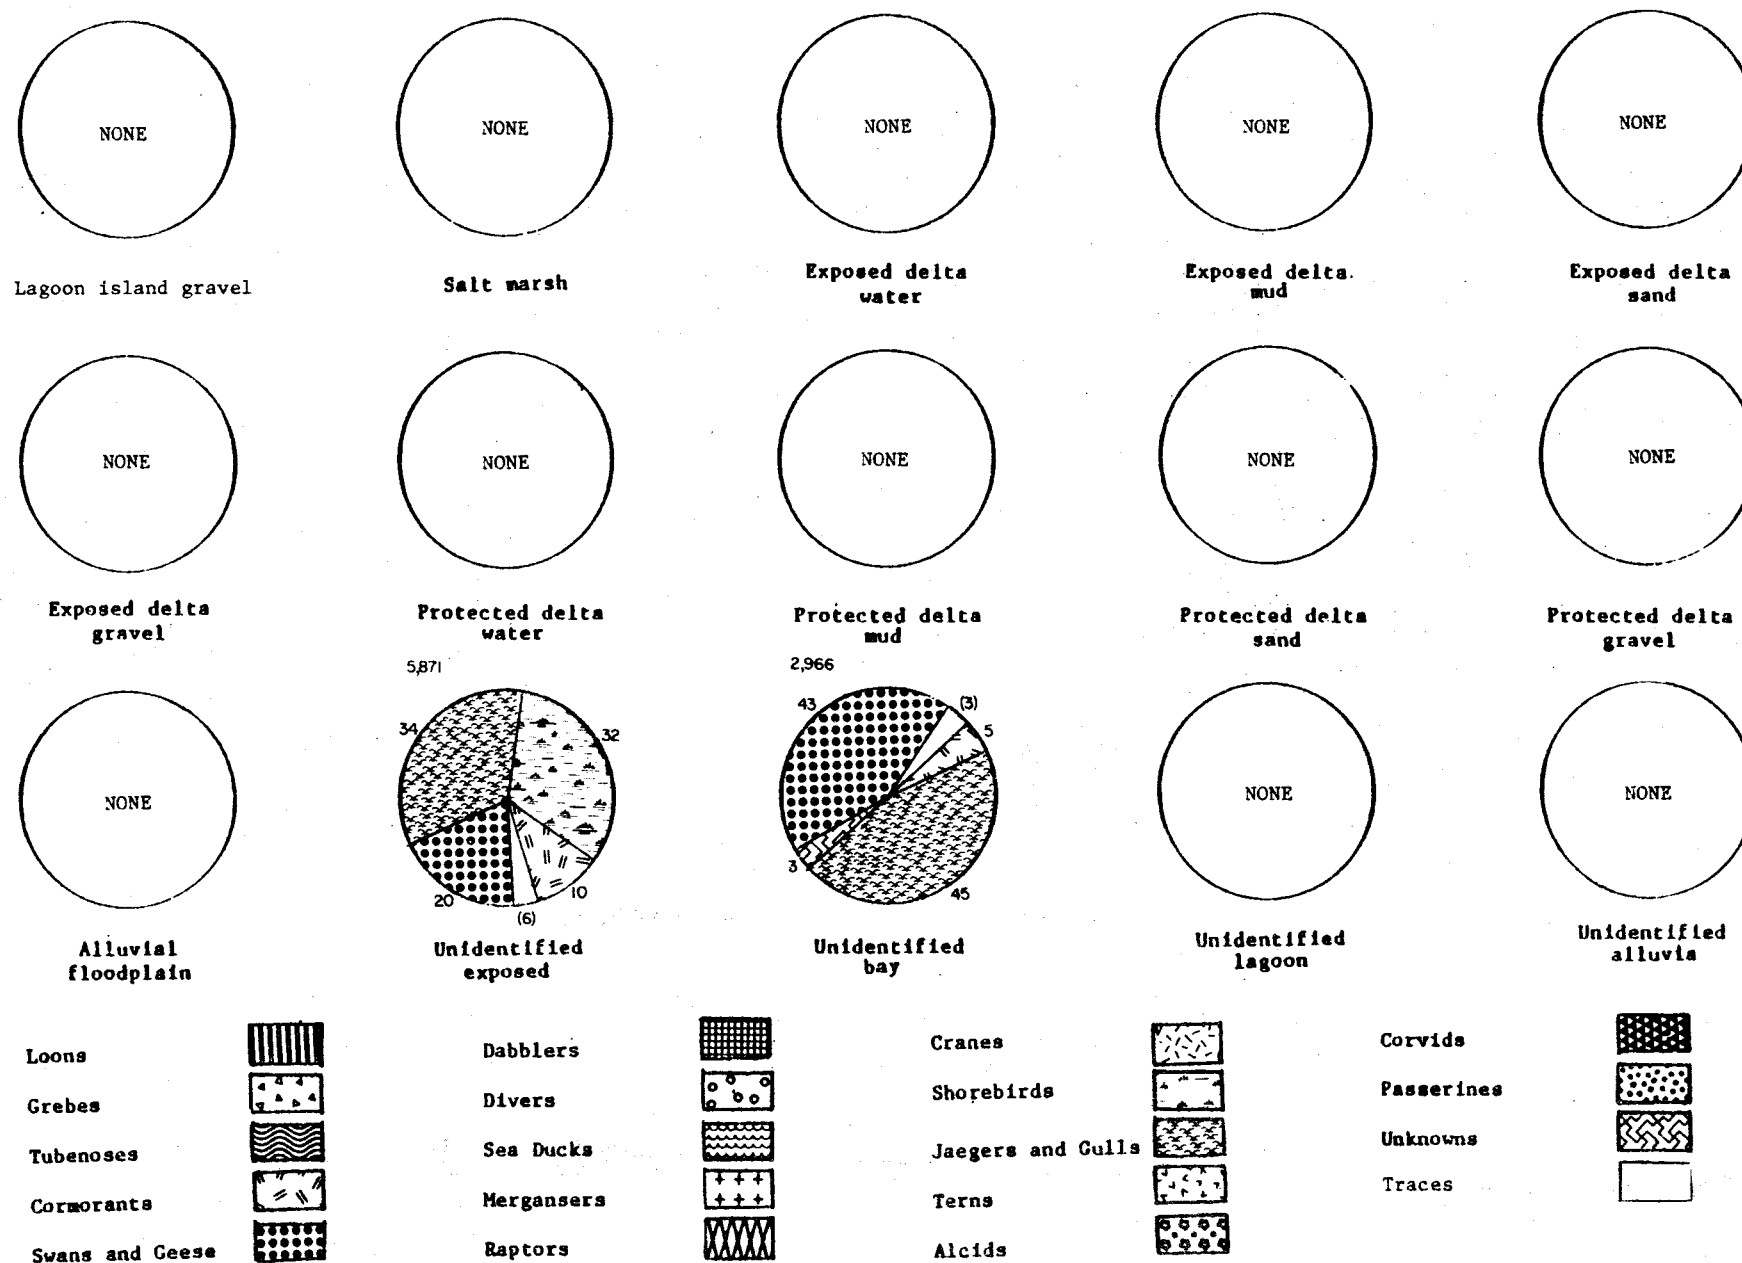 NONE NONE NONE NONE NONE
Lagoon island gravel
Salt marsh
Exposed delta
water
Exposed delta.
mud
Exposed delta
sand
NONE NONE NONE NONE NONE
Exposed delta
gravel
Protected delta
water
Protected delta
mud
Protected delta
sand
Protected delta
gravel
NONE
Alluvial
floodplain
5,871
34
32
20
(6)
10
Unidentified
exposed
2,966
43
(3)
5
3
45
Unidentified
bay
NONE
Unidentified
lagoon
NONE
Unidentified
alluvia
Loons
Grebes
Tubenoses
Cormorants
Swans and Geese
Dabblers
Divers
Sea Ducks
Mergansers
Raptors
Cranes
Shorebirds
Jaegers and Gulls
Terns
Alcids
Corvids
Passerines
Unknowns
Traces